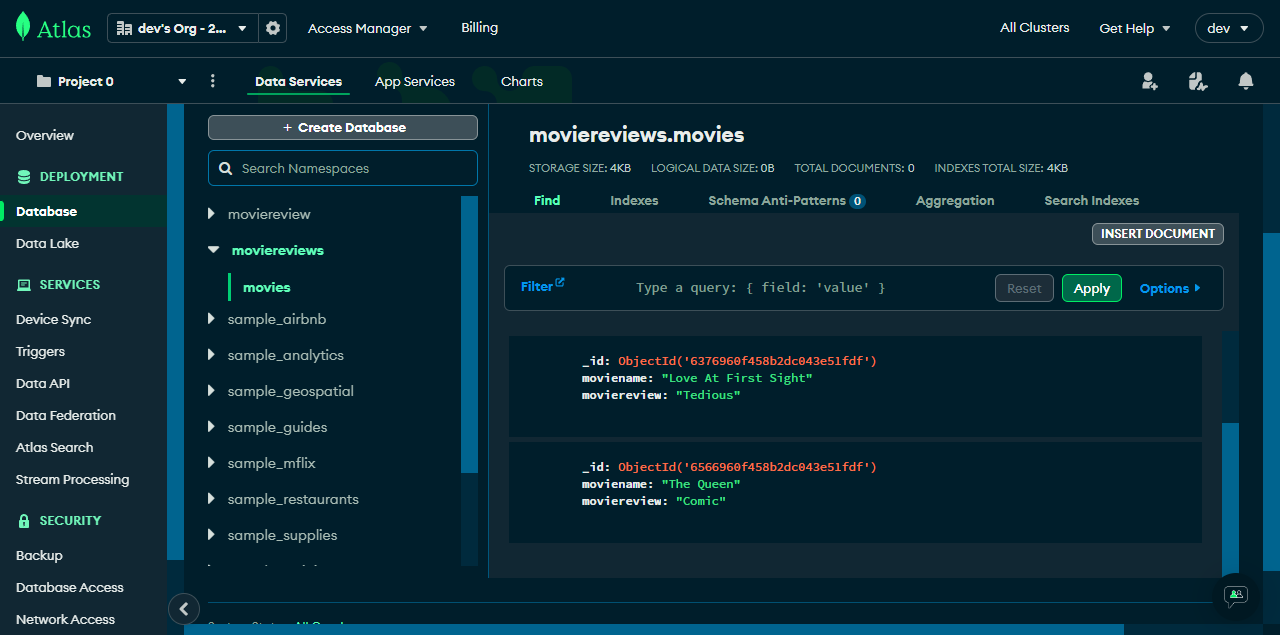 Atlas
dev's Org - 2...
Access Manager
Billing
All Clusters
Get Help
dev
Project 0
Data Services
App Services
Charts
Overview
DEPLOYMENT
Database
Data Lake
SERVICES
Device Sync
Triggers
Data API
Data Federation
Atlas Search
Stream Processing
SECURITY
Backup
Database Access
Network Access
+ Create Database
Search Namespaces
moviereview
moviereviews
movies
sample_airbnb
sample_analytics
sample_geospatial
sample_guides
sample_mflix
sample_restaurants
sample_supplies
moviereviews.movies
STORAGE SIZE: 4KB LOGICAL DATA SIZE: 0B TOTAL DOCUMENTS: 0 INDEXES TOTAL SIZE: 4KB
Find
Indexes
Schema Anti-Patterns 0
Aggregation
Search Indexes
INSERT DOCUMENT
Filter
Type a query: { field: 'value' }
Reset
Apply
Options
_id: ObjectId('6376960f458b2dc043e51fdf')
moviename: "Love At First Sight"
moviereview: "Tedious"
_id: ObjectId('6566960f458b2dc043e51fdf')
moviename: "The Queen"
moviereview: "Comic"